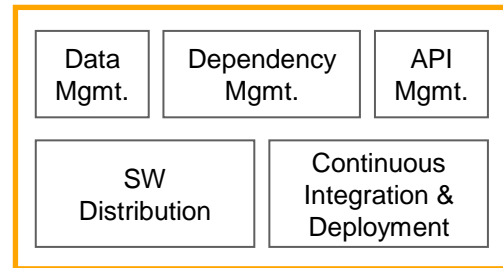 Data
Mgmt.
Dependency
Mgmt.
API
Mgmt.
SW
Distribution
Continuous
Integration &
Deployment